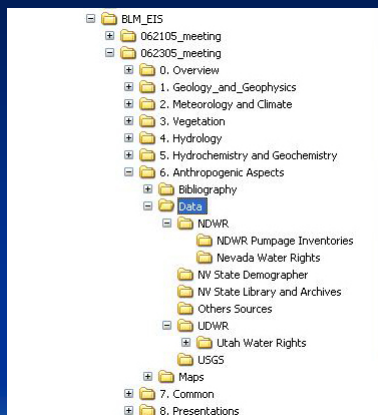 BLM_EIS
062105_meeting
062305_meeting
0. Overview
1. Geology_and_Geophysics
2. Meteorology and Climate
3. Vegetation
4. Hydrology
5. Hydrochemistry and Geochemistry
6. Anthropogenic Aspects
Bibliography
Data
NDWR
NDWR Pumpage Inventories
Nevada Water Rights
NV State Demographer
NV State Library and Archives
Others Sources
UDWR
Utah Water Rights
USGS
Maps
7. Common
8. Presentations